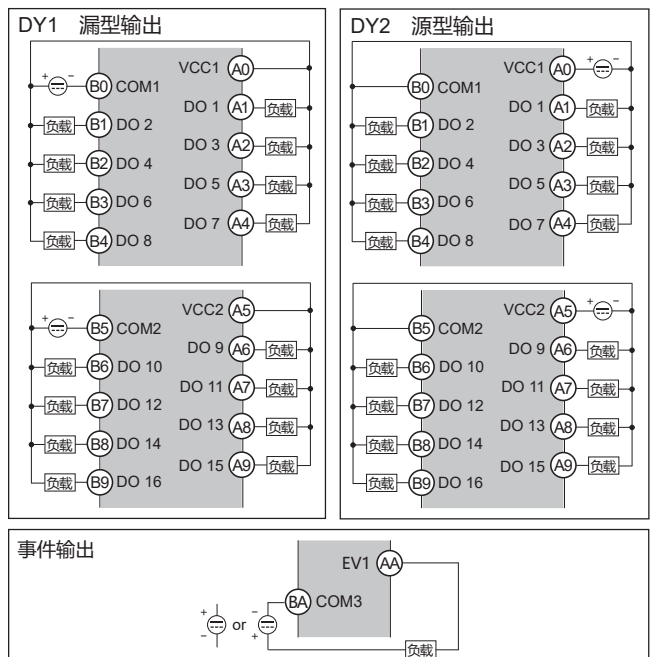 DY1 漏型输出
VCC1 A0
+ - B0 COM1
DO 1 A1 负载
负载 B1 DO 2
DO 3 A2 负载
负载 B2 DO 4
DO 5 A3 负载
负载 B3 DO 6
DO 7 A4 负载
负载 B4 DO 8
VCC2 A5
+ - B5 COM2
DO 9 A6 负载
负载 B6 DO 10
DO 11 A7 负载
负载 B7 DO 12
DO 13 A8 负载
负载 B8 DO 14
DO 15 A9 负载
负载 B9 DO 16
DY2 源型输出
VCC1 A0 + -
B0 COM1
DO 1 A1 负载
负载 B1 DO 2
DO 3 A2 负载
负载 B2 DO 4
DO 5 A3 负载
负载 B3 DO 6
DO 7 A4 负载
负载 B4 DO 8
VCC2 A5 + -
B5 COM2
DO 9 A6 负载
负载 B6 DO 10
DO 11 A7 负载
负载 B7 DO 12
DO 13 A8 负载
负载 B8 DO 14
DO 15 A9 负载
负载 B9 DO 16
事件输出
EV1 AA
BA COM3
+ - or - +
负载